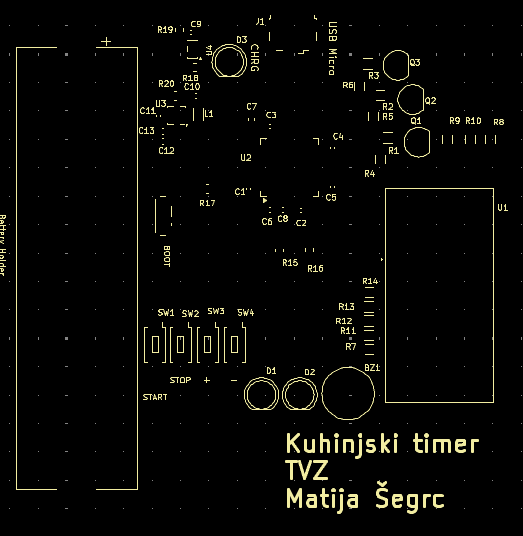 C9
R19
J1
+
D3
U4
CHRG
USB Micro
Q3
R18
R3
R20
C10
R6
Q2
U3
C7
R2
C11
L1
C3
R5
Q1
R9 R10 R8
C13
C4
R1
C12
U2
R4
C1
C5
R17
U1
Battery Holder
C6 C8 C2
BOOT
R15
R16
R14
R13
SW1 SW2 SW3 SW4
R12
R11
R7
BZ1
D1 D2
STOP + −
START
Kuhinjski timer
TVZ
Matija Šegrc